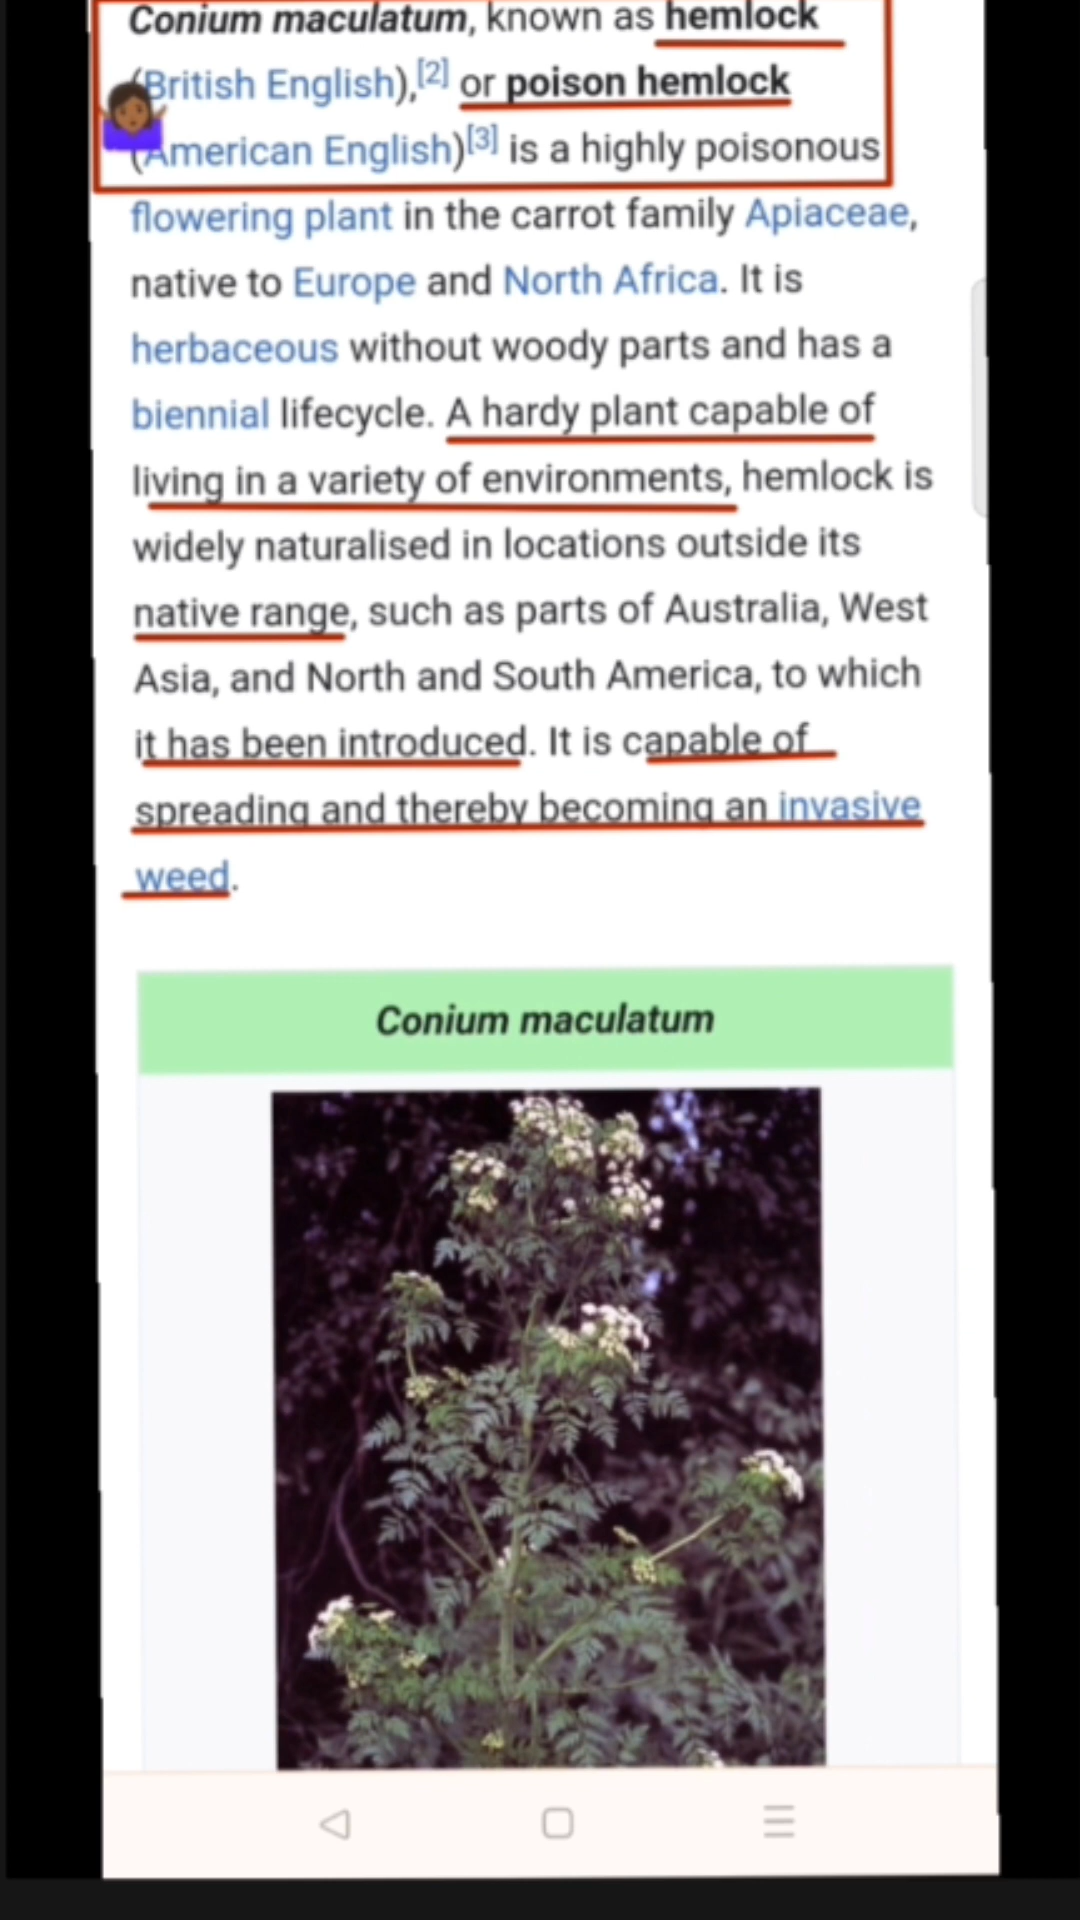 Conium maculatum, known as hemlock
(British English),[2] or poison hemlock
(American English)[3] is a highly poisonous
flowering plant in the carrot family Apiaceae,
native to Europe and North Africa. It is
herbaceous without woody parts and has a
biennial lifecycle. A hardy plant capable of
living in a variety of environments, hemlock is
widely naturalised in locations outside its
native range, such as parts of Australia, West
Asia, and North and South America, to which
it has been introduced. It is capable of
spreading and thereby becoming an invasive
weed.
Conium maculatum